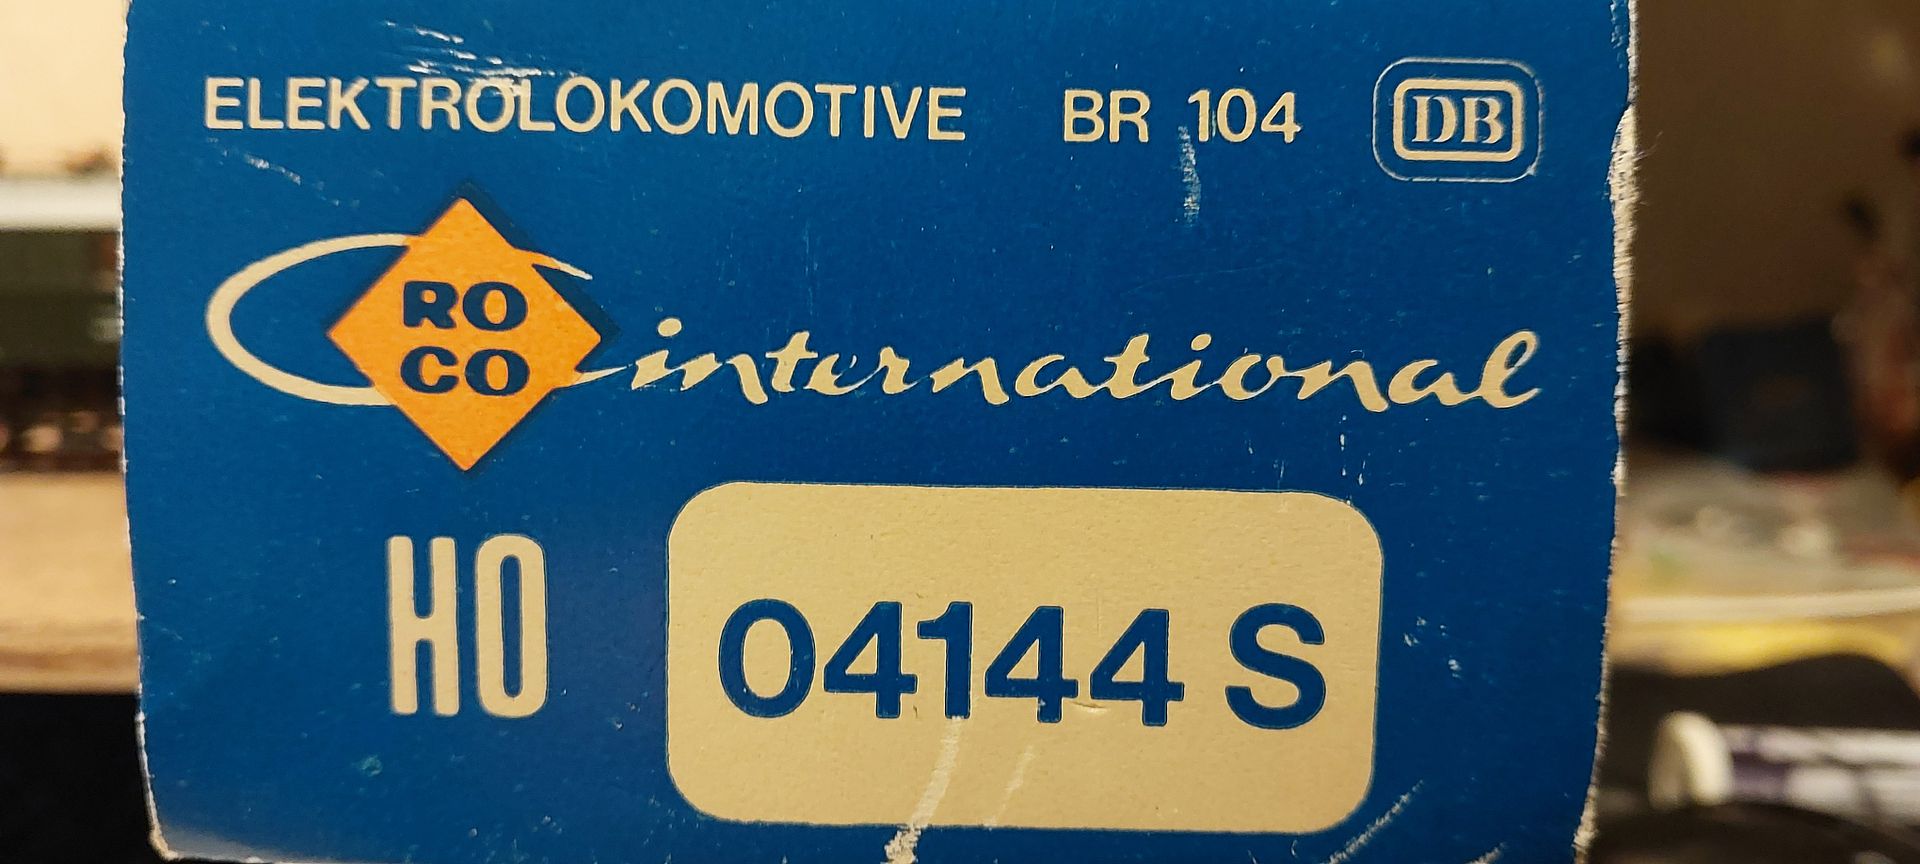 ELEKTROLOKOMOTIVE BR 104 DB
RO
CO
international
HO
04144 S